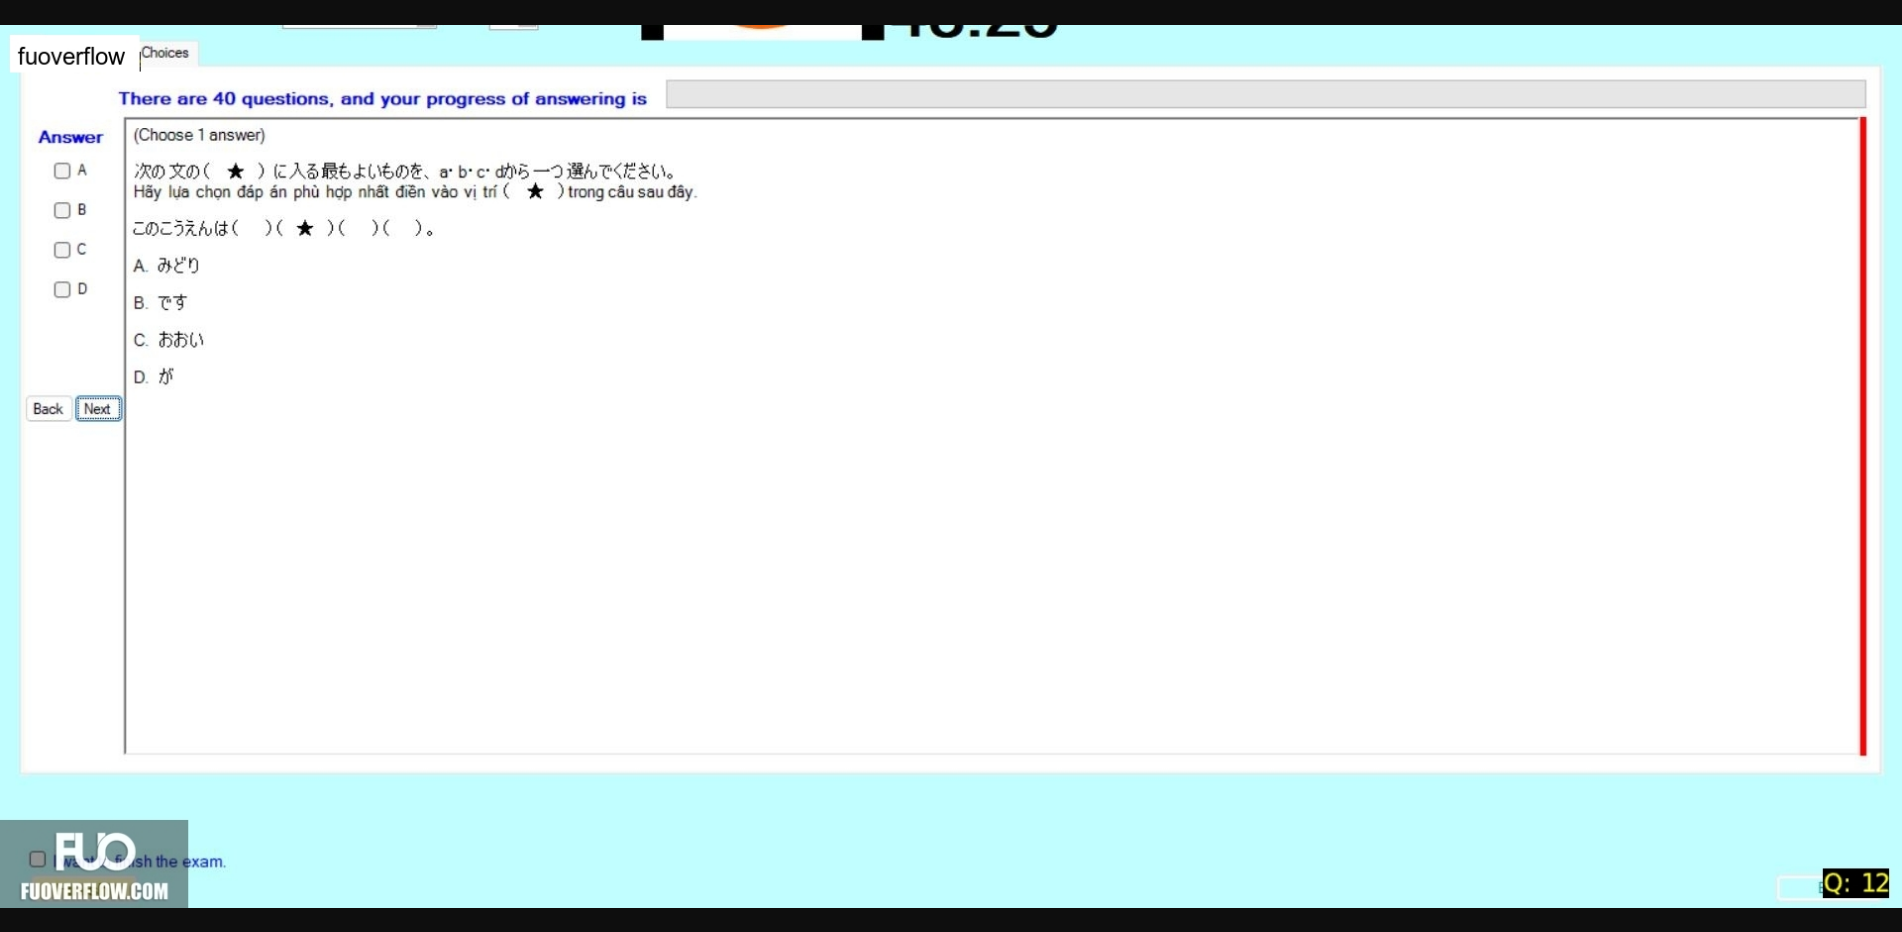 fuoverflow
Choices
There are 40 questions, and your progress of answering is
Answer
(Choose 1 answer)
A
次の文の( ★ )に入る最もよいものを、a・b・c・dから一つ選んでください。
Hãy lựa chọn đáp án phù hợp nhất điền vào vị trí ( ★ ) trong câu sau đây.
B
このこうえんは( )( ★ )( )( )。
C
A. みどり
D
B. です
C. おおい
D. が
Back
Next
the exam.
FUO
FUOVERFLOW.COM
Q: 12